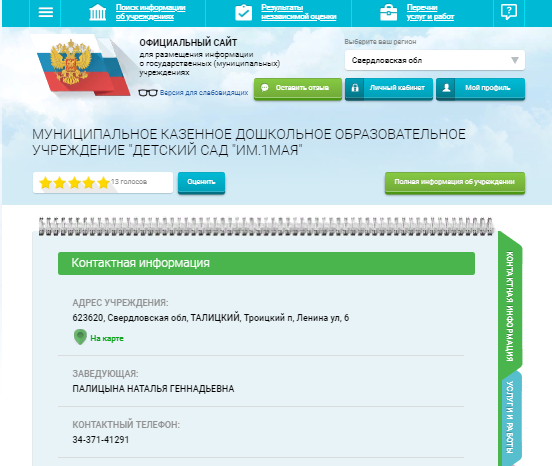 Поиск информации
об учреждениях
Результаты
независимой оценки
Перечни
услуг и работ
ОФИЦИАЛЬНЫЙ САЙТ
для размещения информации
о государственных (муниципальных)
учреждениях
Версия для слабовидящих
Выберите ваш регион
Свердловская обл
Оставить отзыв
Личный кабинет
Мой профиль
МУНИЦИПАЛЬНОЕ КАЗЕННОЕ ДОШКОЛЬНОЕ ОБРАЗОВАТЕЛЬНОЕ
УЧРЕЖДЕНИЕ "ДЕТСКИЙ САД "ИМ.1МАЯ"
13 голосов
Оценить
Полная информация об учреждении
Контактная информация
АДРЕС УЧРЕЖДЕНИЯ:
623620, Свердловская обл, ТАЛИЦКИЙ, Троицкий п, Ленина ул, 6
На карте
ЗАВЕДУЮЩАЯ:
ПАЛИЦЫНА НАТАЛЬЯ ГЕННАДЬЕВНА
КОНТАКТНЫЙ ТЕЛЕФОН:
34-371-41291
КОНТАКТНАЯ ИНФОРМАЦИЯ
УСЛУГИ И РАБОТЫ